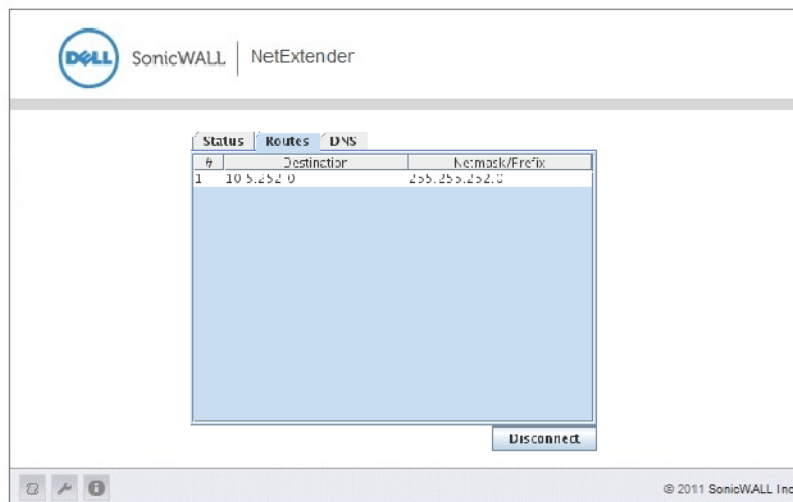 DELL SonicWALL | NetExtender
Status Routes DNS
# Destination Netmask/Prefix
1 10.5.252.0 255.255.252.0
Disconnect
© 2011 SonicWALL Inc